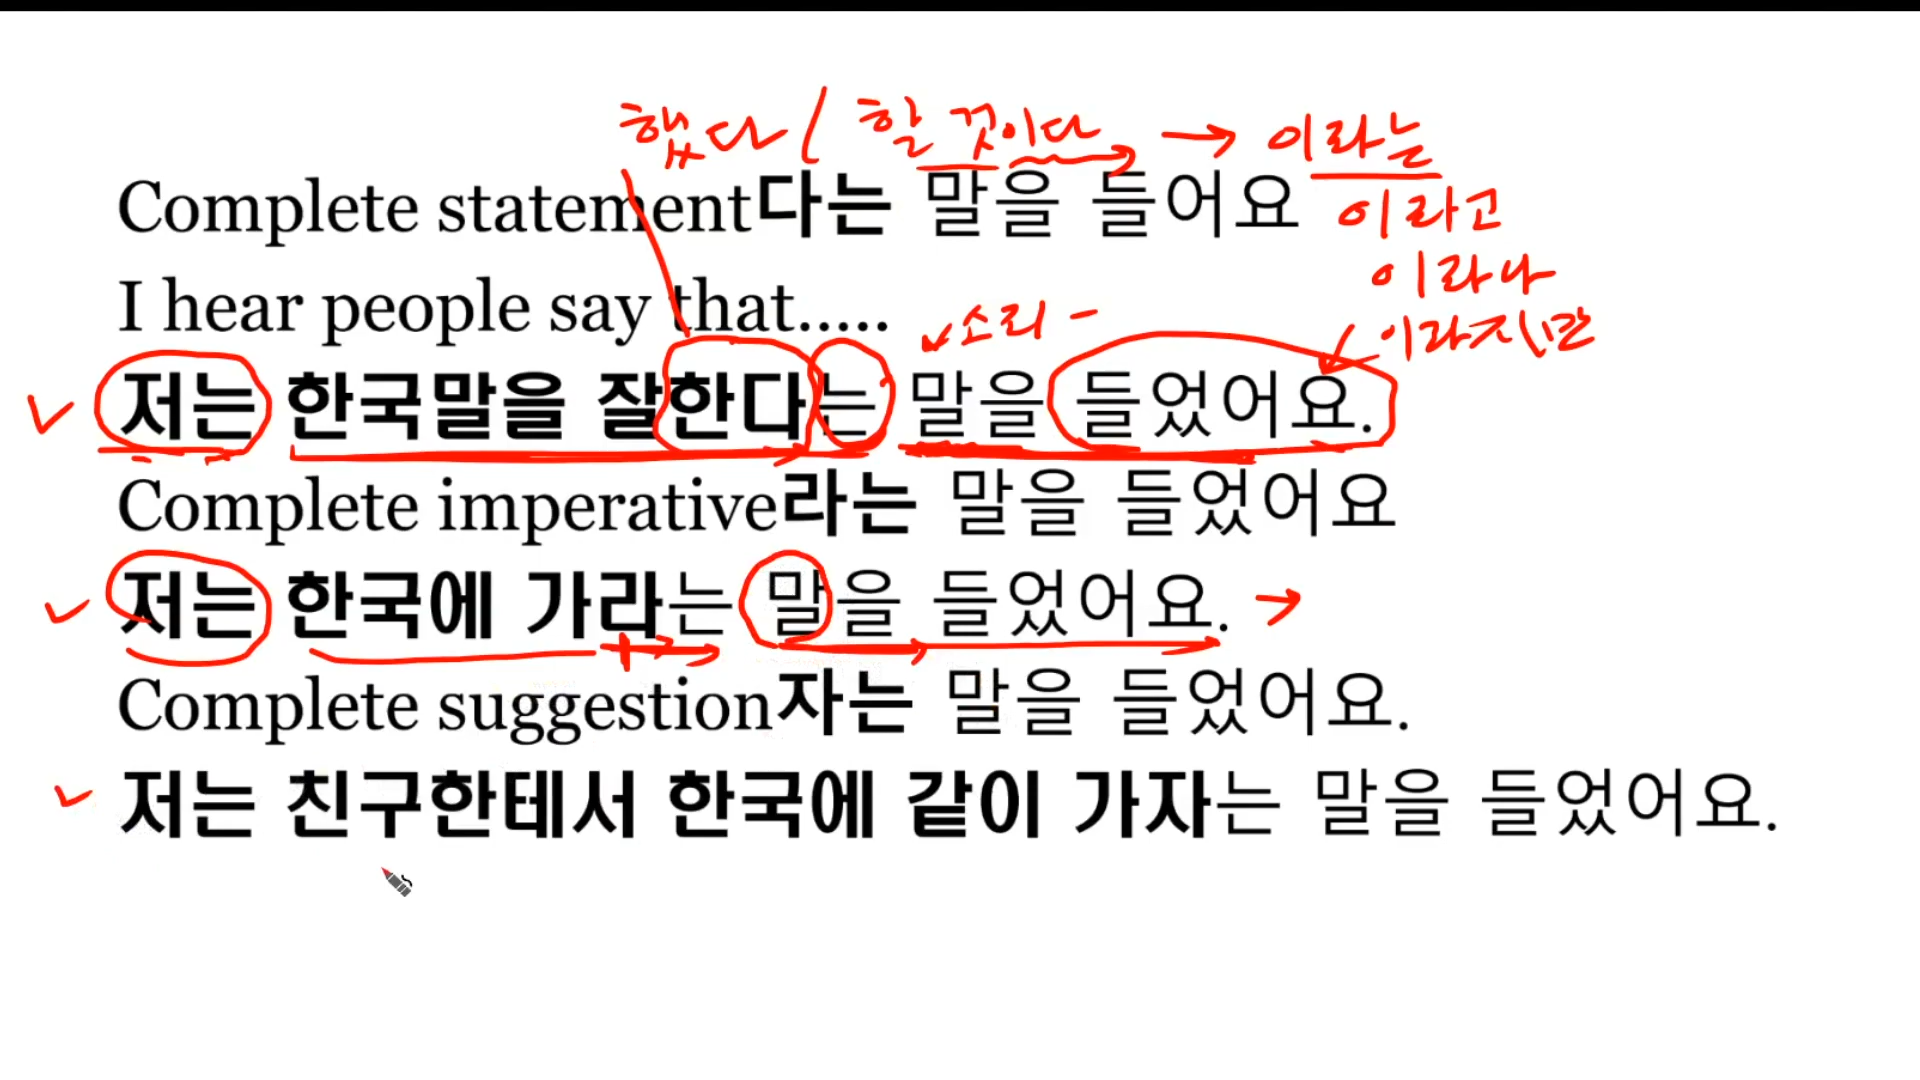 했다 / 할 것이다 → 이라는
Complete statement다는 말을 들어요
이라고
이라나
I hear people say that.....
소리 -
이라지만
저는 한국말을 잘한다는 말을 들었어요.
Complete imperative라는 말을 들었어요
저는 한국에 가라는 말을 들었어요. →
Complete suggestion자는 말을 들었어요.
저는 친구한테서 한국에 같이 가자는 말을 들었어요.